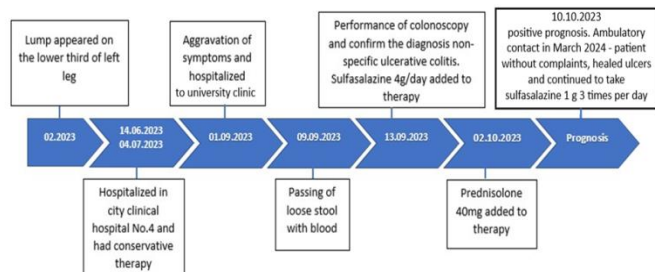 Lump appeared on
the lower third of left
leg
Aggravation of
symptoms and
hospitalized
to university clinic
Performance of colonoscopy
and confirm the diagnosis non-
specific ulcerative colitis.
Sulfasalazine 4g/day added to
therapy
10.10.2023
positive prognosis. Ambulatory
contact in March 2024 - patient
without complaints, healed ulcers
and continued to take
sulfasalazine 1 g 3 times per day
02.2023
14.06.2023
04.07.2023
01.09.2023
09.09.2023
13.09.2023
02.10.2023
Prognosis
Hospitalized in
city clinical
hospital No.4 and
had conservative
therapy
Passing of
loose stool
with blood
Prednisolone
40mg added to
therapy